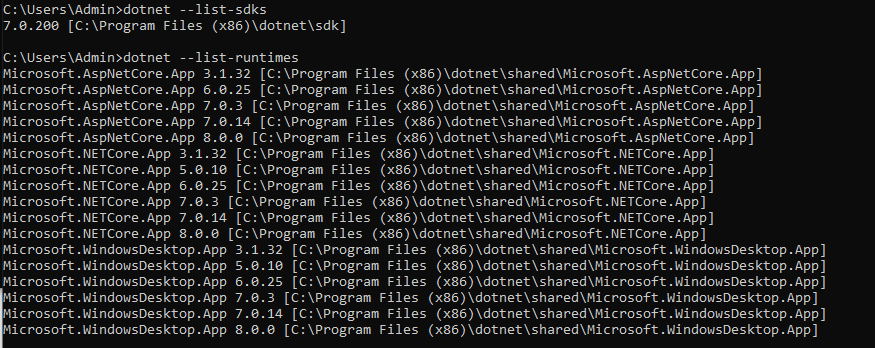 C:\Users\Admin>dotnet --list-sdks
7.0.200 [C:\Program Files (x86)\dotnet\sdk]
C:\Users\Admin>dotnet --list-runtimes
Microsoft.AspNetCore.App 3.1.32 [C:\Program Files (x86)\dotnet\shared\Microsoft.AspNetCore.App]
Microsoft.AspNetCore.App 6.0.25 [C:\Program Files (x86)\dotnet\shared\Microsoft.AspNetCore.App]
Microsoft.AspNetCore.App 7.0.3 [C:\Program Files (x86)\dotnet\shared\Microsoft.AspNetCore.App]
Microsoft.AspNetCore.App 7.0.14 [C:\Program Files (x86)\dotnet\shared\Microsoft.AspNetCore.App]
Microsoft.AspNetCore.App 8.0.0 [C:\Program Files (x86)\dotnet\shared\Microsoft.AspNetCore.App]
Microsoft.NETCore.App 3.1.32 [C:\Program Files (x86)\dotnet\shared\Microsoft.NETCore.App]
Microsoft.NETCore.App 5.0.10 [C:\Program Files (x86)\dotnet\shared\Microsoft.NETCore.App]
Microsoft.NETCore.App 6.0.25 [C:\Program Files (x86)\dotnet\shared\Microsoft.NETCore.App]
Microsoft.NETCore.App 7.0.3 [C:\Program Files (x86)\dotnet\shared\Microsoft.NETCore.App]
Microsoft.NETCore.App 7.0.14 [C:\Program Files (x86)\dotnet\shared\Microsoft.NETCore.App]
Microsoft.NETCore.App 8.0.0 [C:\Program Files (x86)\dotnet\shared\Microsoft.NETCore.App]
Microsoft.WindowsDesktop.App 3.1.32 [C:\Program Files (x86)\dotnet\shared\Microsoft.WindowsDesktop.App]
Microsoft.WindowsDesktop.App 5.0.10 [C:\Program Files (x86)\dotnet\shared\Microsoft.WindowsDesktop.App]
Microsoft.WindowsDesktop.App 6.0.25 [C:\Program Files (x86)\dotnet\shared\Microsoft.WindowsDesktop.App]
Microsoft.WindowsDesktop.App 7.0.3 [C:\Program Files (x86)\dotnet\shared\Microsoft.WindowsDesktop.App]
Microsoft.WindowsDesktop.App 7.0.14 [C:\Program Files (x86)\dotnet\shared\Microsoft.WindowsDesktop.App]
Microsoft.WindowsDesktop.App 8.0.0 [C:\Program Files (x86)\dotnet\shared\Microsoft.WindowsDesktop.App]